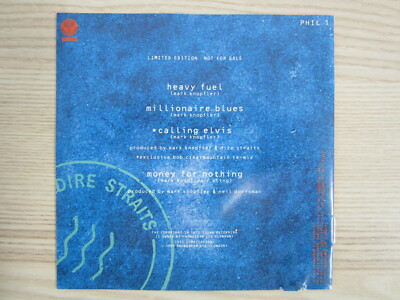 PHIL 1
LIMITED EDITION · NOT FOR SALE
heavy fuel
(mark knopfler)
millionaire blues
(mark knopfler)
*calling elvis
(mark knopfler)
produced by mark knopfler & dire straits
*exclusive bob clearmountain remix
money for nothing
(mark knopfler / sting)
produced by mark knopfler & neil dorfsman
DIRE STRAITS